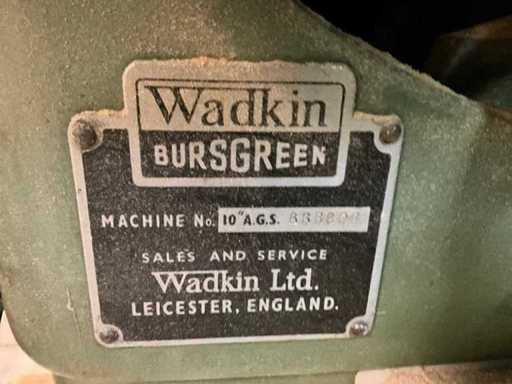 Wadkin
BURSGREEN
MACHINE No. 10" A.G.S.
SALES AND SERVICE
Wadkin Ltd.
LEICESTER, ENGLAND.